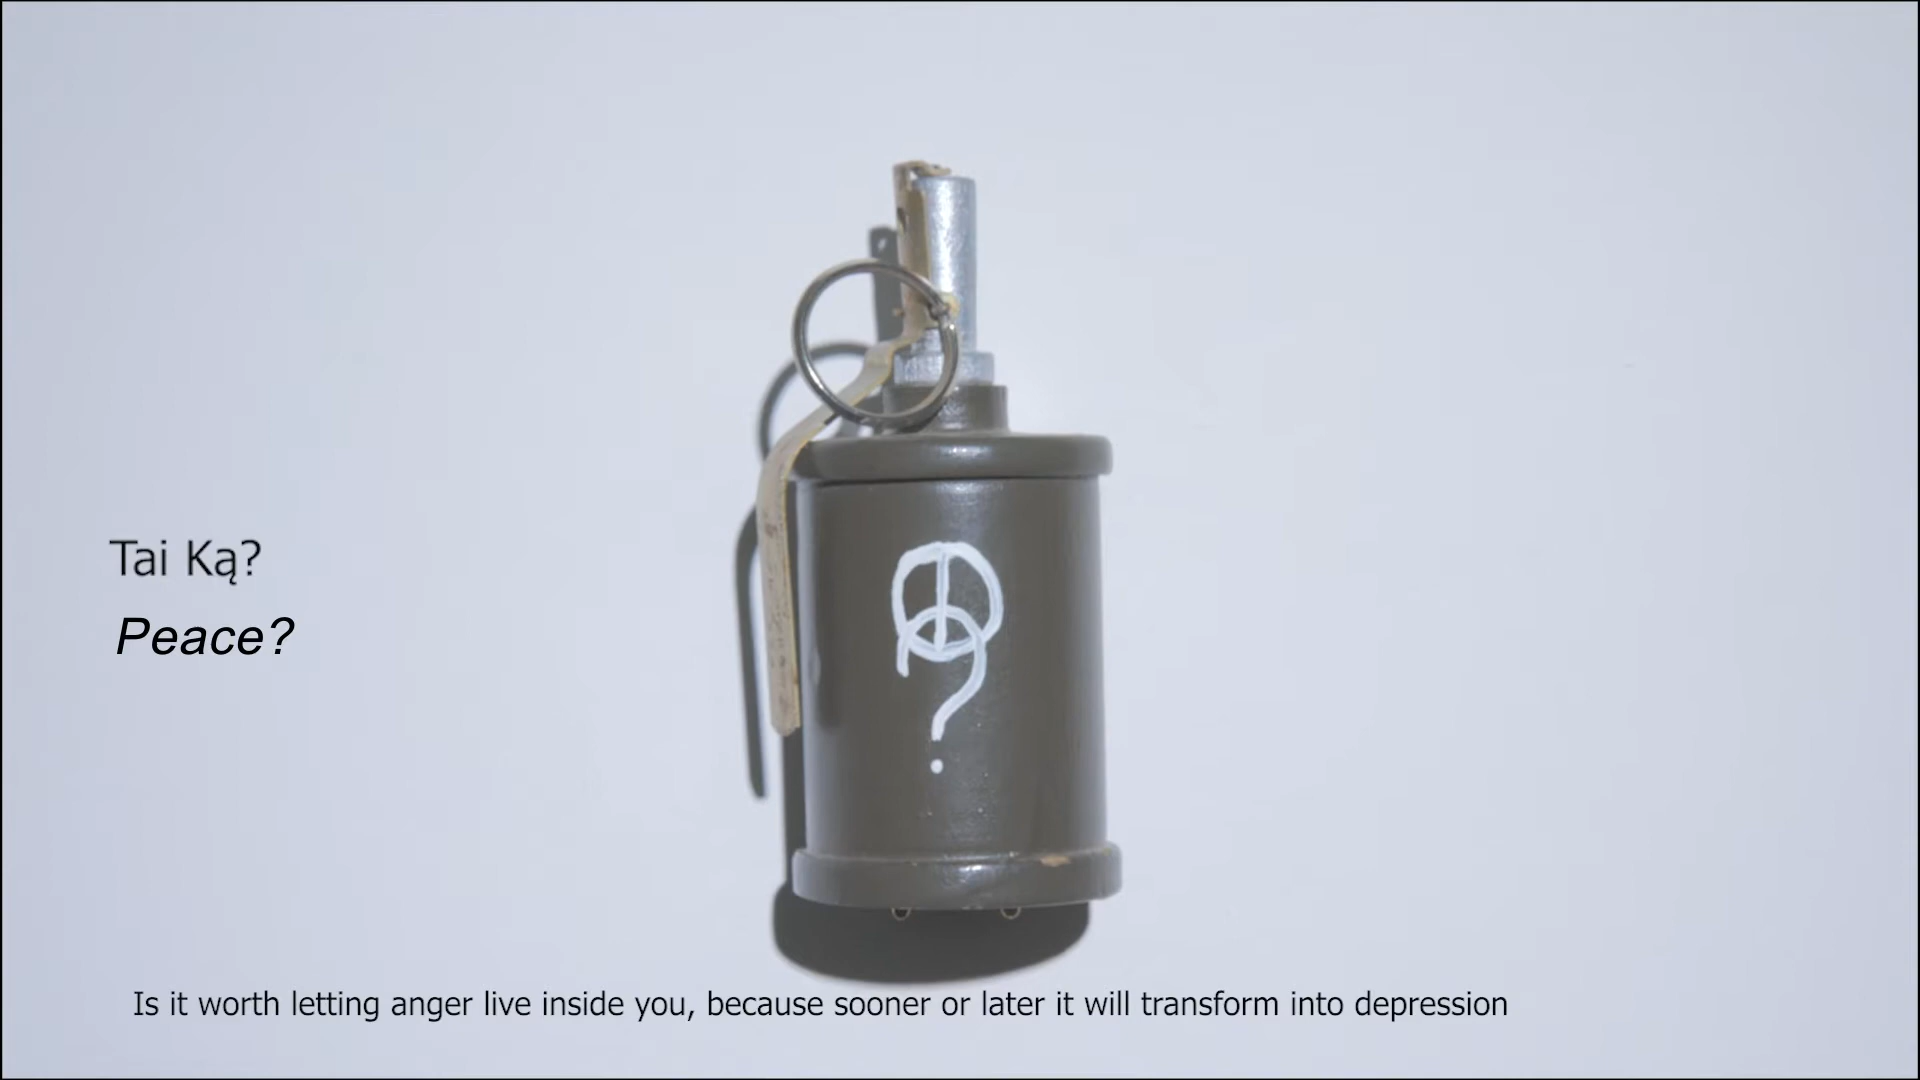 Tai Ką?
Peace?
Is it worth letting anger live inside you, because sooner or later it will transform into depression